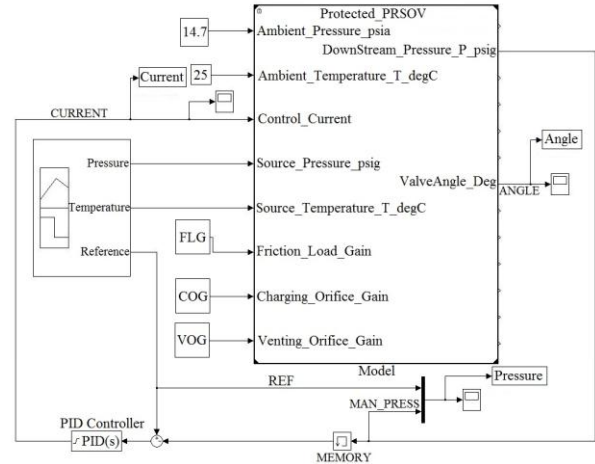 Protected_PRSOV
14.7
Ambient_Pressure_psia
DownStream_Pressure_P_psig
Current
25
Ambient_Temperature_T_degC
CURRENT
Control_Current
Angle
Pressure
Source_Pressure_psig
ValveAngle_Deg
ANGLE
Temperature
Source_Temperature_T_degC
Reference
FLG
Friction_Load_Gain
COG
Charging_Orifice_Gain
VOG
Venting_Orifice_Gain
Model
REF
Pressure
MAN_PRESS
PID Controller
PID(s)
MEMORY